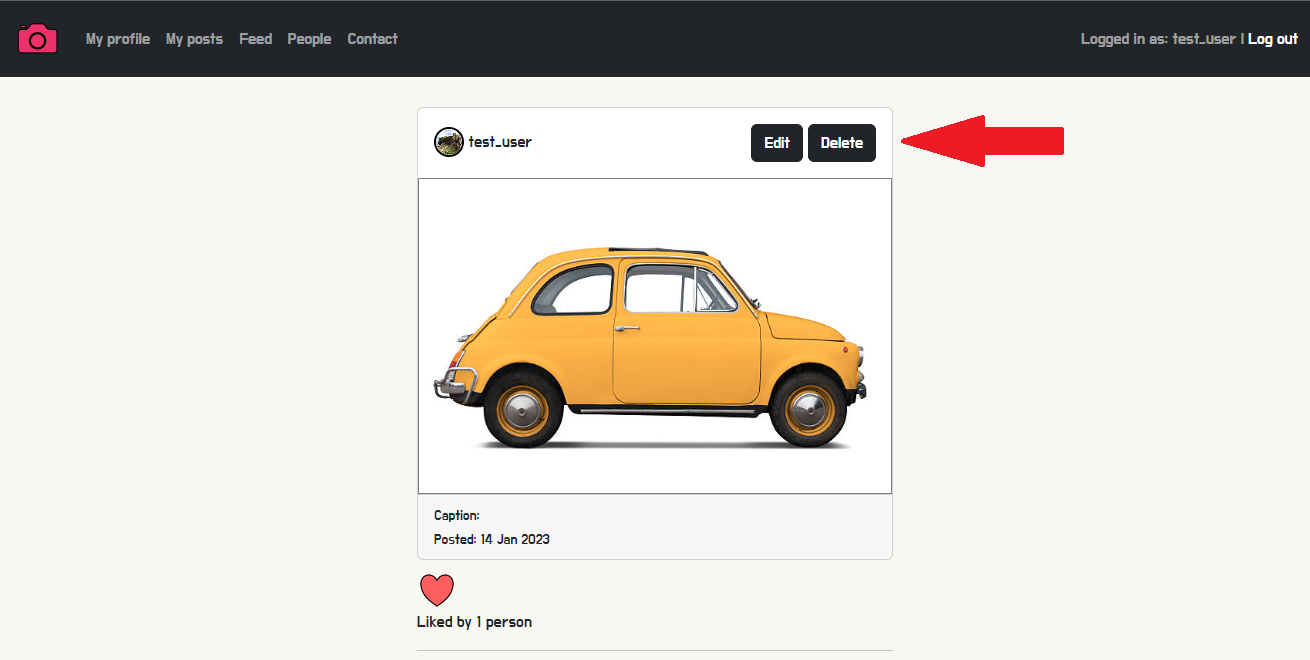 My profile My posts Feed People Contact Logged in as: test_user | Log out
test_user Edit Delete
Caption:
Posted: 14 Jan 2023
Liked by 1 person